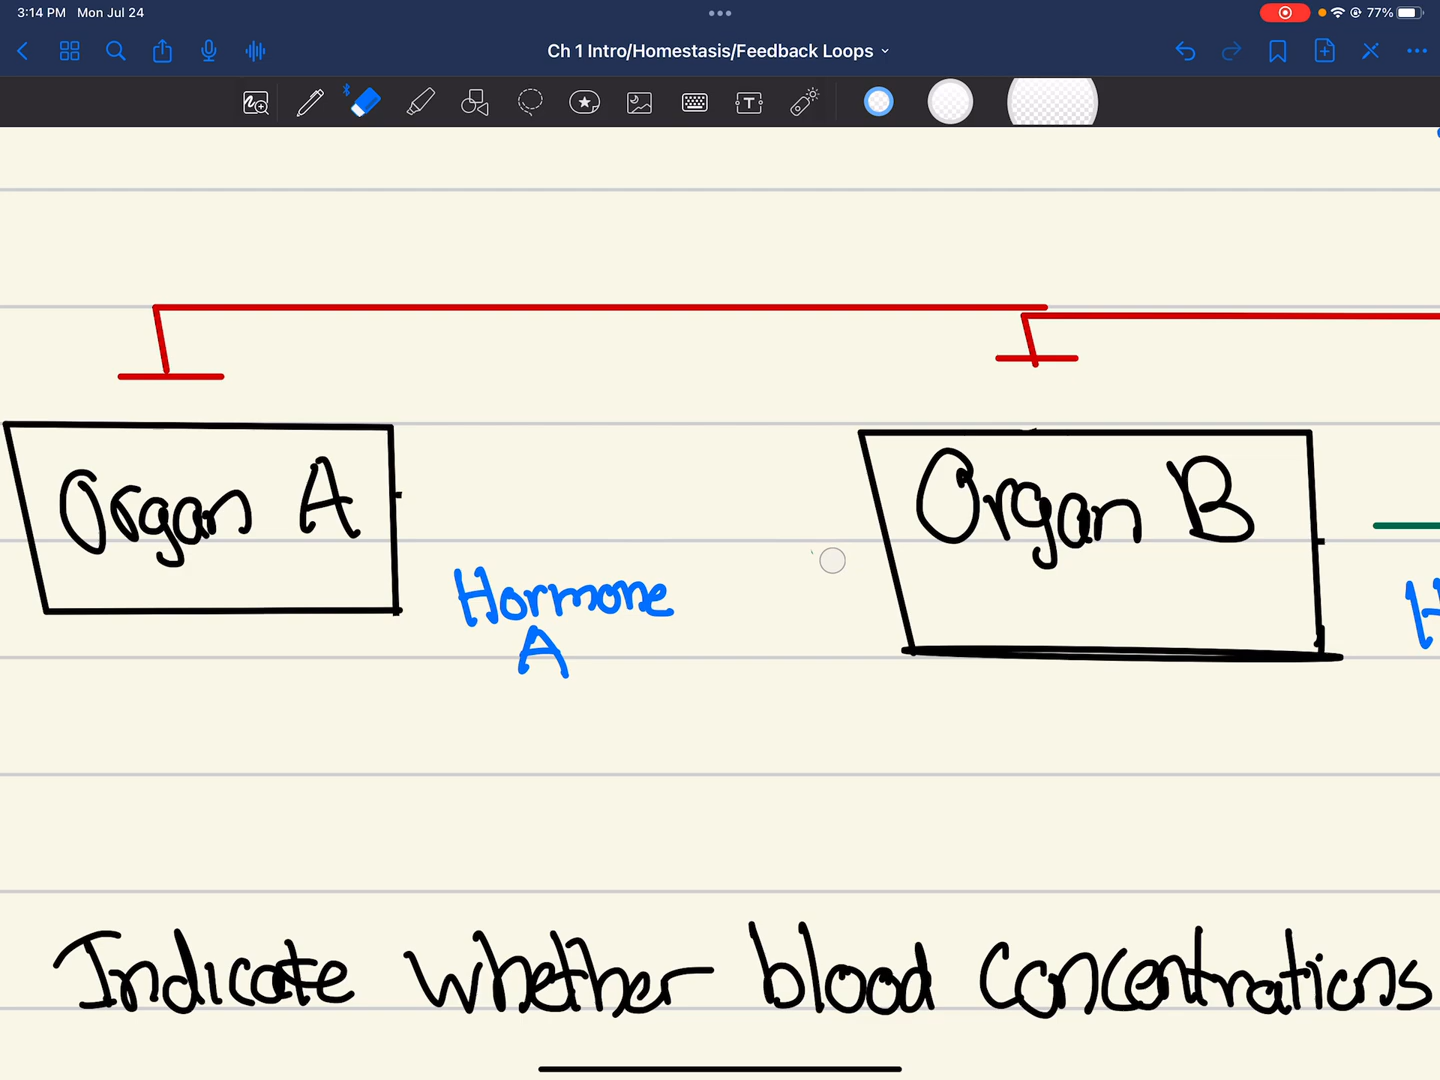 3:14 PM Mon Jul 24
77%
Ch 1 Intro/Homestasis/Feedback Loops
T
Organ A
Organ B
Hormone
A
H
Indicate whether blood concentrations